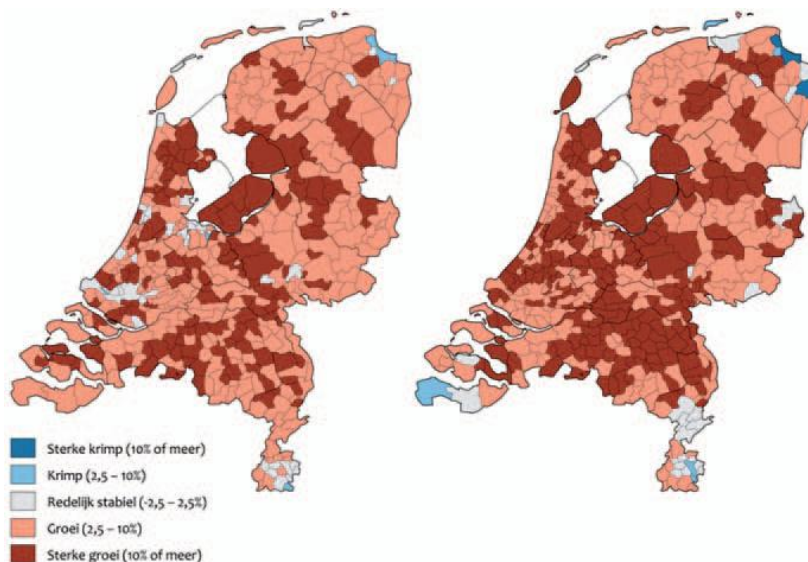 Sterke krimp (10% of meer)
Krimp (2,5 – 10%)
Redelijk stabiel (-2,5 – 2,5%)
Groei (2,5 – 10%)
Sterke groei (10% of meer)